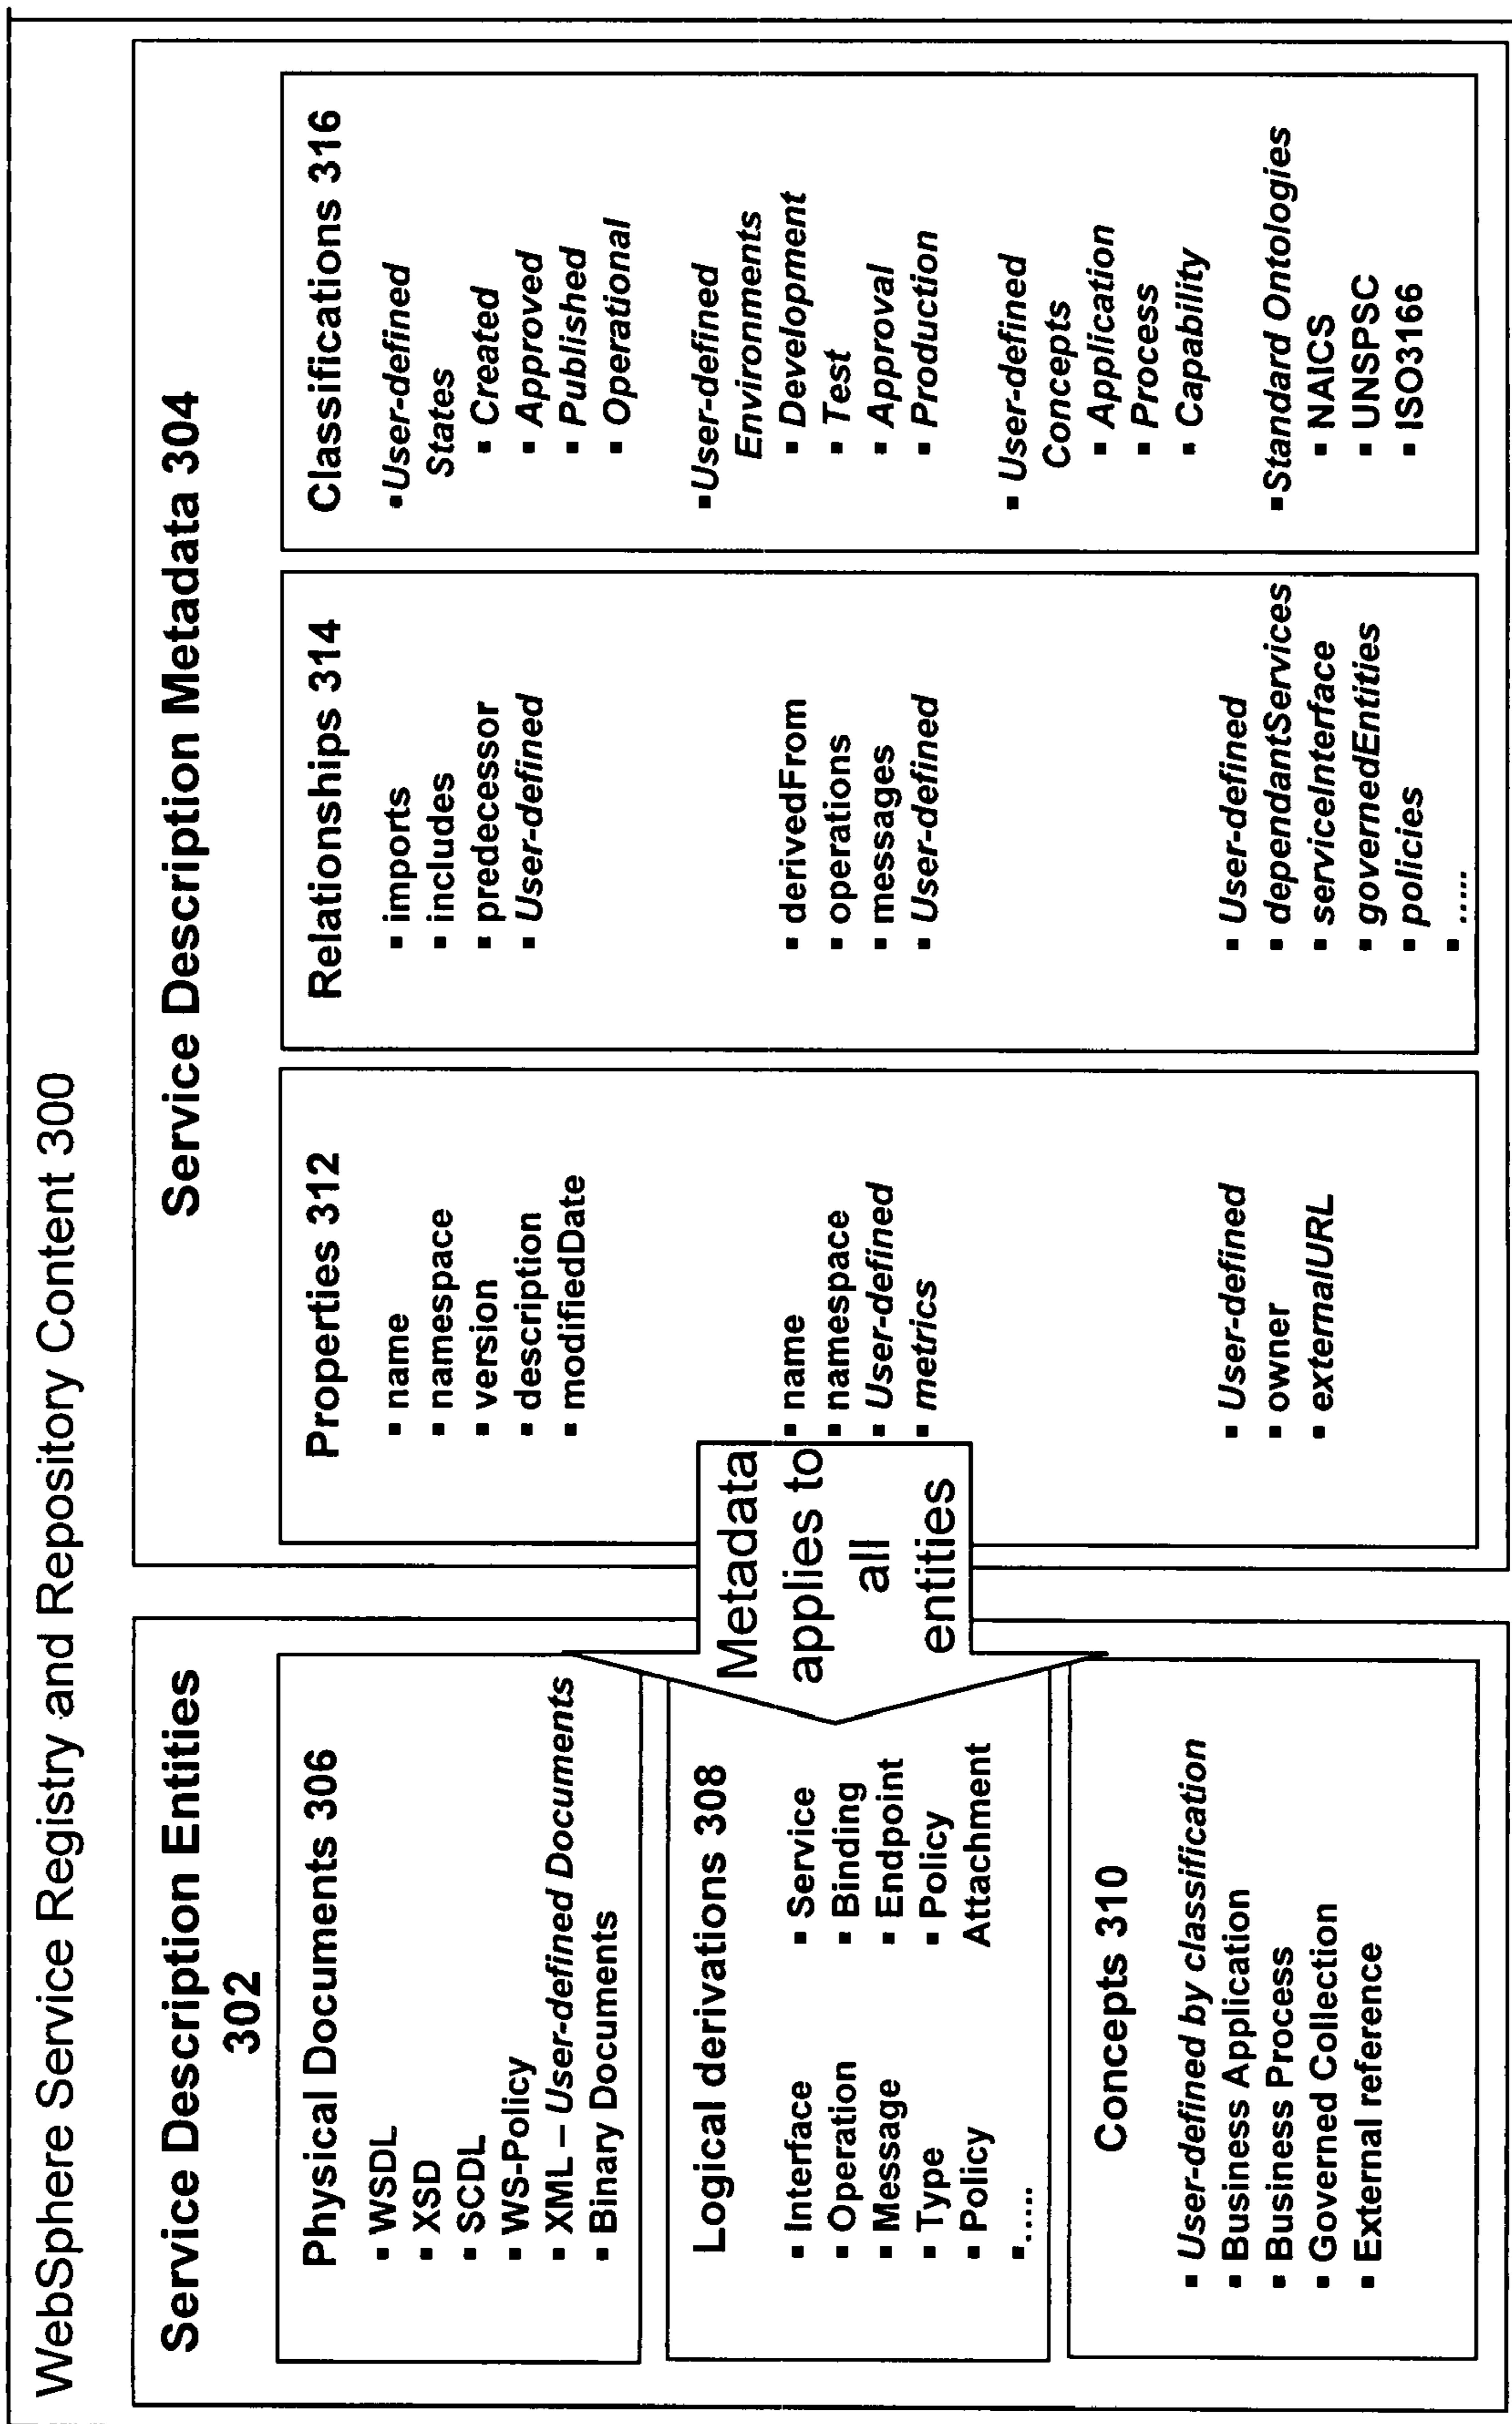 WebSphere Service Registry and Repository Content 300
Service Description Entities
302
Physical Documents 306
▪ WSDL
▪ XSD
▪ SCDL
▪ WS-Policy
▪ XML – User-defined Documents
▪ Binary Documents
Logical derivations 308
▪ Interface
▪ Operation
▪ Message
▪ Type
▪ Policy
▪.....
▪ Service
▪ Binding
▪ Endpoint
▪ Policy
Attachment
Concepts 310
▪ User-defined by classification
▪ Business Application
▪ Business Process
▪ Governed Collection
▪ External reference
Metadata
applies to
all
entities
Service Description Metadata 304
Properties 312
▪ name
▪ namespace
▪ version
▪ description
▪ modifiedDate
▪ name
▪ namespace
▪ User-defined
▪ metrics
▪ User-defined
▪ owner
▪ externalURL
Relationships 314
▪ imports
▪ includes
▪ predecessor
▪ User-defined
▪ derivedFrom
▪ operations
▪ messages
▪ User-defined
▪ User-defined
▪ dependantServices
▪ serviceInterface
▪ governedEntities
▪ policies
▪ .....
Classifications 316
▪User-defined
States
▪ Created
▪ Approved
▪ Published
▪ Operational
▪User-defined
Environments
▪ Development
▪ Test
▪ Approval
▪ Production
▪ User-defined
Concepts
▪ Application
▪ Process
▪ Capability
▪Standard Ontologies
▪ NAICS
▪ UNSPSC
▪ ISO3166